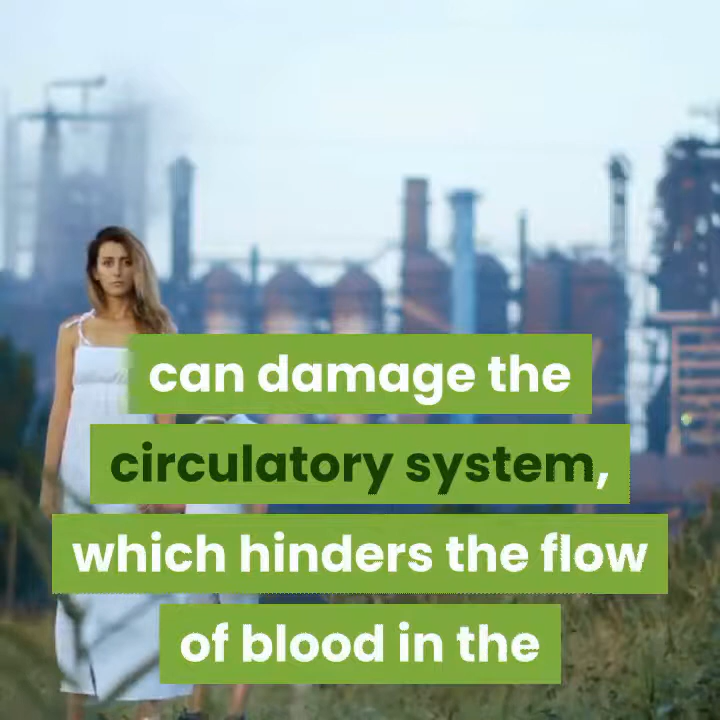 can damage the
circulatory system,
which hinders the flow
of blood in the